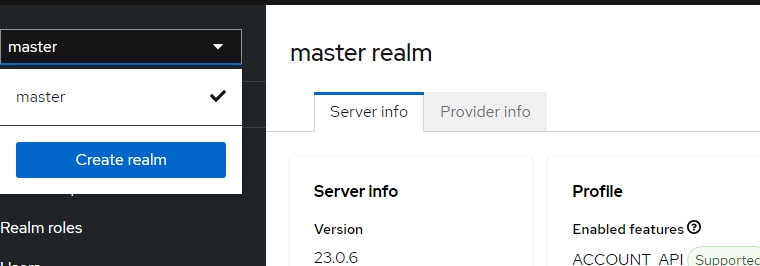 master
master
Create realm
Realm roles
master realm
Server info
Provider info
Server info
Version
23.0.6
Profile
Enabled features
ACCOUNT_API
Supported